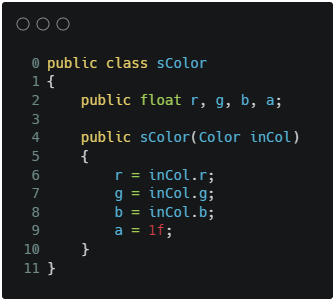 0 public class sColor
1 {
2     public float r, g, b, a;
3
4     public sColor(Color inCol)
5     {
6         r = inCol.r;
7         g = inCol.g;
8         b = inCol.b;
9         a = 1f;
10     }
11 }